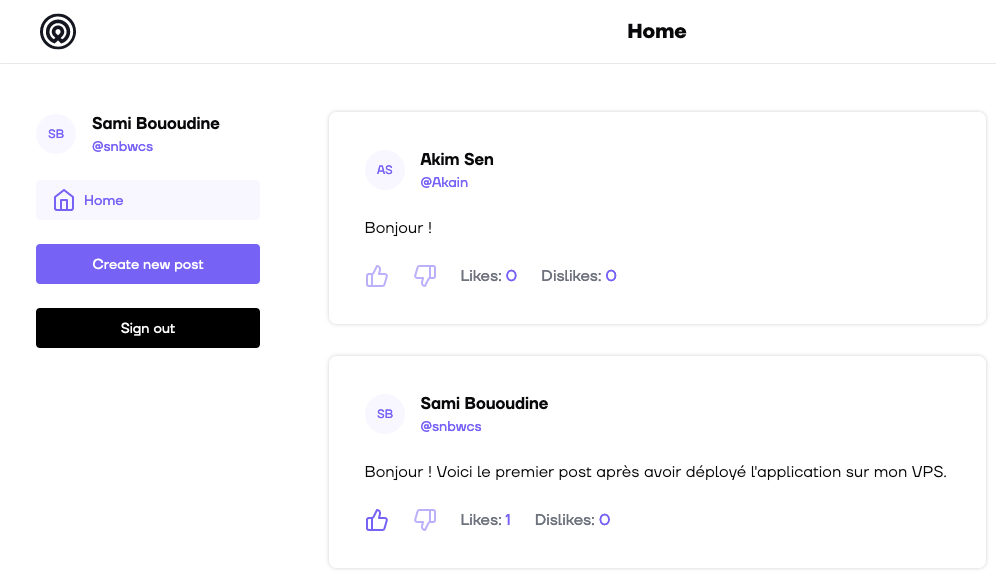 Home
SB
Sami Bououdine
@snbwcs
Home
Create new post
Sign out
AS
Akim Sen
@Akain
Bonjour !
Likes: 0 Dislikes: 0
SB
Sami Bououdine
@snbwcs
Bonjour ! Voici le premier post après avoir déployé l'application sur mon VPS.
Likes: 1 Dislikes: 0